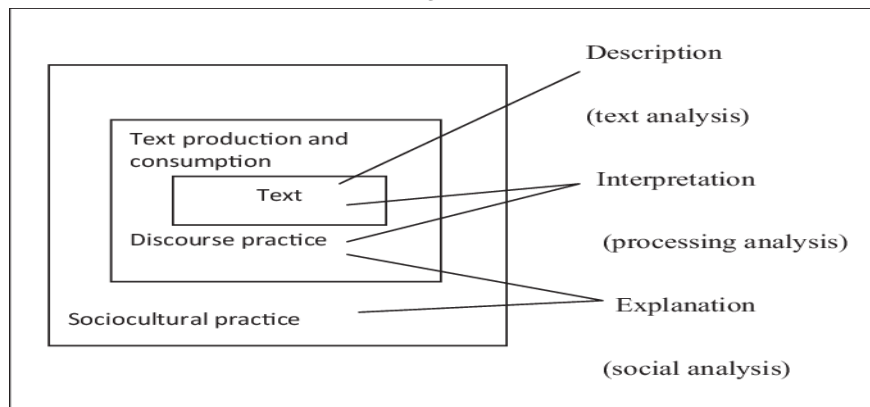 Description
(text analysis)
Text production and
consumption
Text
Interpretation
Discourse practice
(processing analysis)
Explanation
Sociocultural practice
(social analysis)